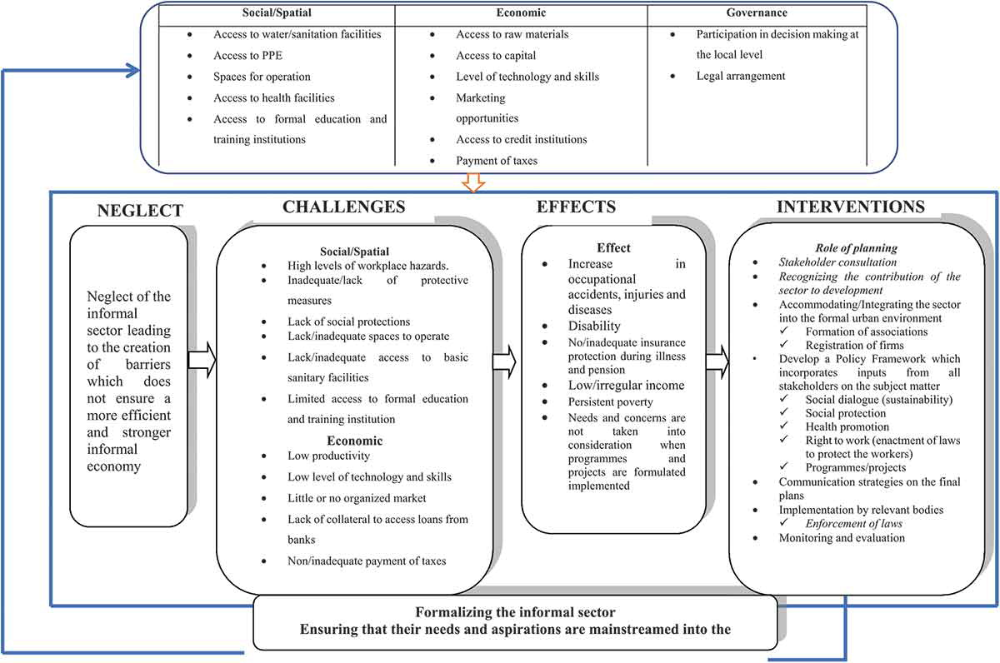 Social/Spatial
Access to water/sanitation facilities
Access to PPE
Spaces for operation
Access to health facilities
Access to formal education and
training institutions
Economic
Access to raw materials
Access to capital
Level of technology and skills
Marketing
opportunities
Access to credit institutions
Payment of taxes
Governance
Participation in decision making at
the local level
Legal arrangement
NEGLECT
Neglect of the
informal
sector leading
to the creation
of barriers
which does
not ensure a
more efficient
and stronger
informal
economy
CHALLENGES
Social/Spatial
High levels of workplace hazards.
Inadequate/lack of protective
measures
Lack of social protections
Lack/inadequate spaces to operate
Lack/inadequate access to basic
sanitary facilities
Limited access to formal education
and training institution
Economic
Low productivity
Low level of technology and skills
Little or no organized market
Lack of collateral to access loans from
banks
Non/inadequate payment of taxes
EFFECTS
Effect
Increase in
occupational
accidents, injuries and
diseases
Disability
No/inadequate insurance
protection during illness
and pension
Low/irregular income
Persistent poverty
Needs and concerns are
not taken into
consideration when
programmes and
projects are formulated
implemented
INTERVENTIONS
Role of planning
Stakeholder consultation
Recognizing the contribution of the
sector to development
Accommodating/Integrating the sector
into the formal urban environment
✓ Formation of associations
✓ Registration of firms
Develop a Policy Framework which
incorporates inputs from all
stakeholders on the subject matter
✓ Social dialogue (sustainability)
✓ Social protection
✓ Health promotion
✓ Right to work (enactment of laws
to protect the workers)
✓ Programmes/projects
Communication strategies on the final
plans
Implementation by relevant bodies
✓ Enforcement of laws
Monitoring and evaluation
Formalizing the informal sector
Ensuring that their needs and aspirations are mainstreamed into the